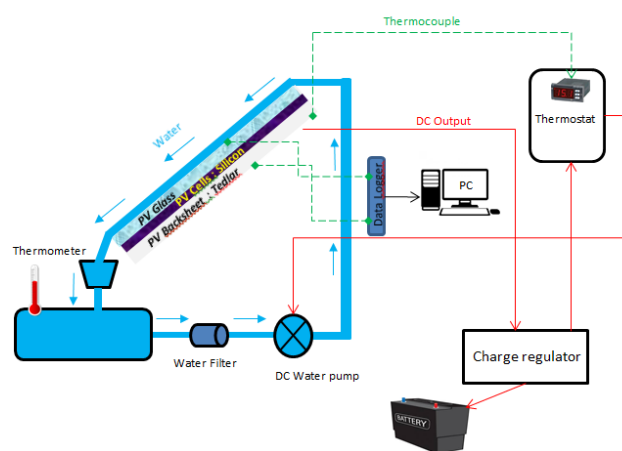 Thermocouple
Thermostat
DC Output
Water
PV Glass
PV Cells : Silicon
PV Backsheet : Tedlar
Data Logger
PC
Thermometer
Water Filter
DC Water pump
Charge regulator
BATTERY